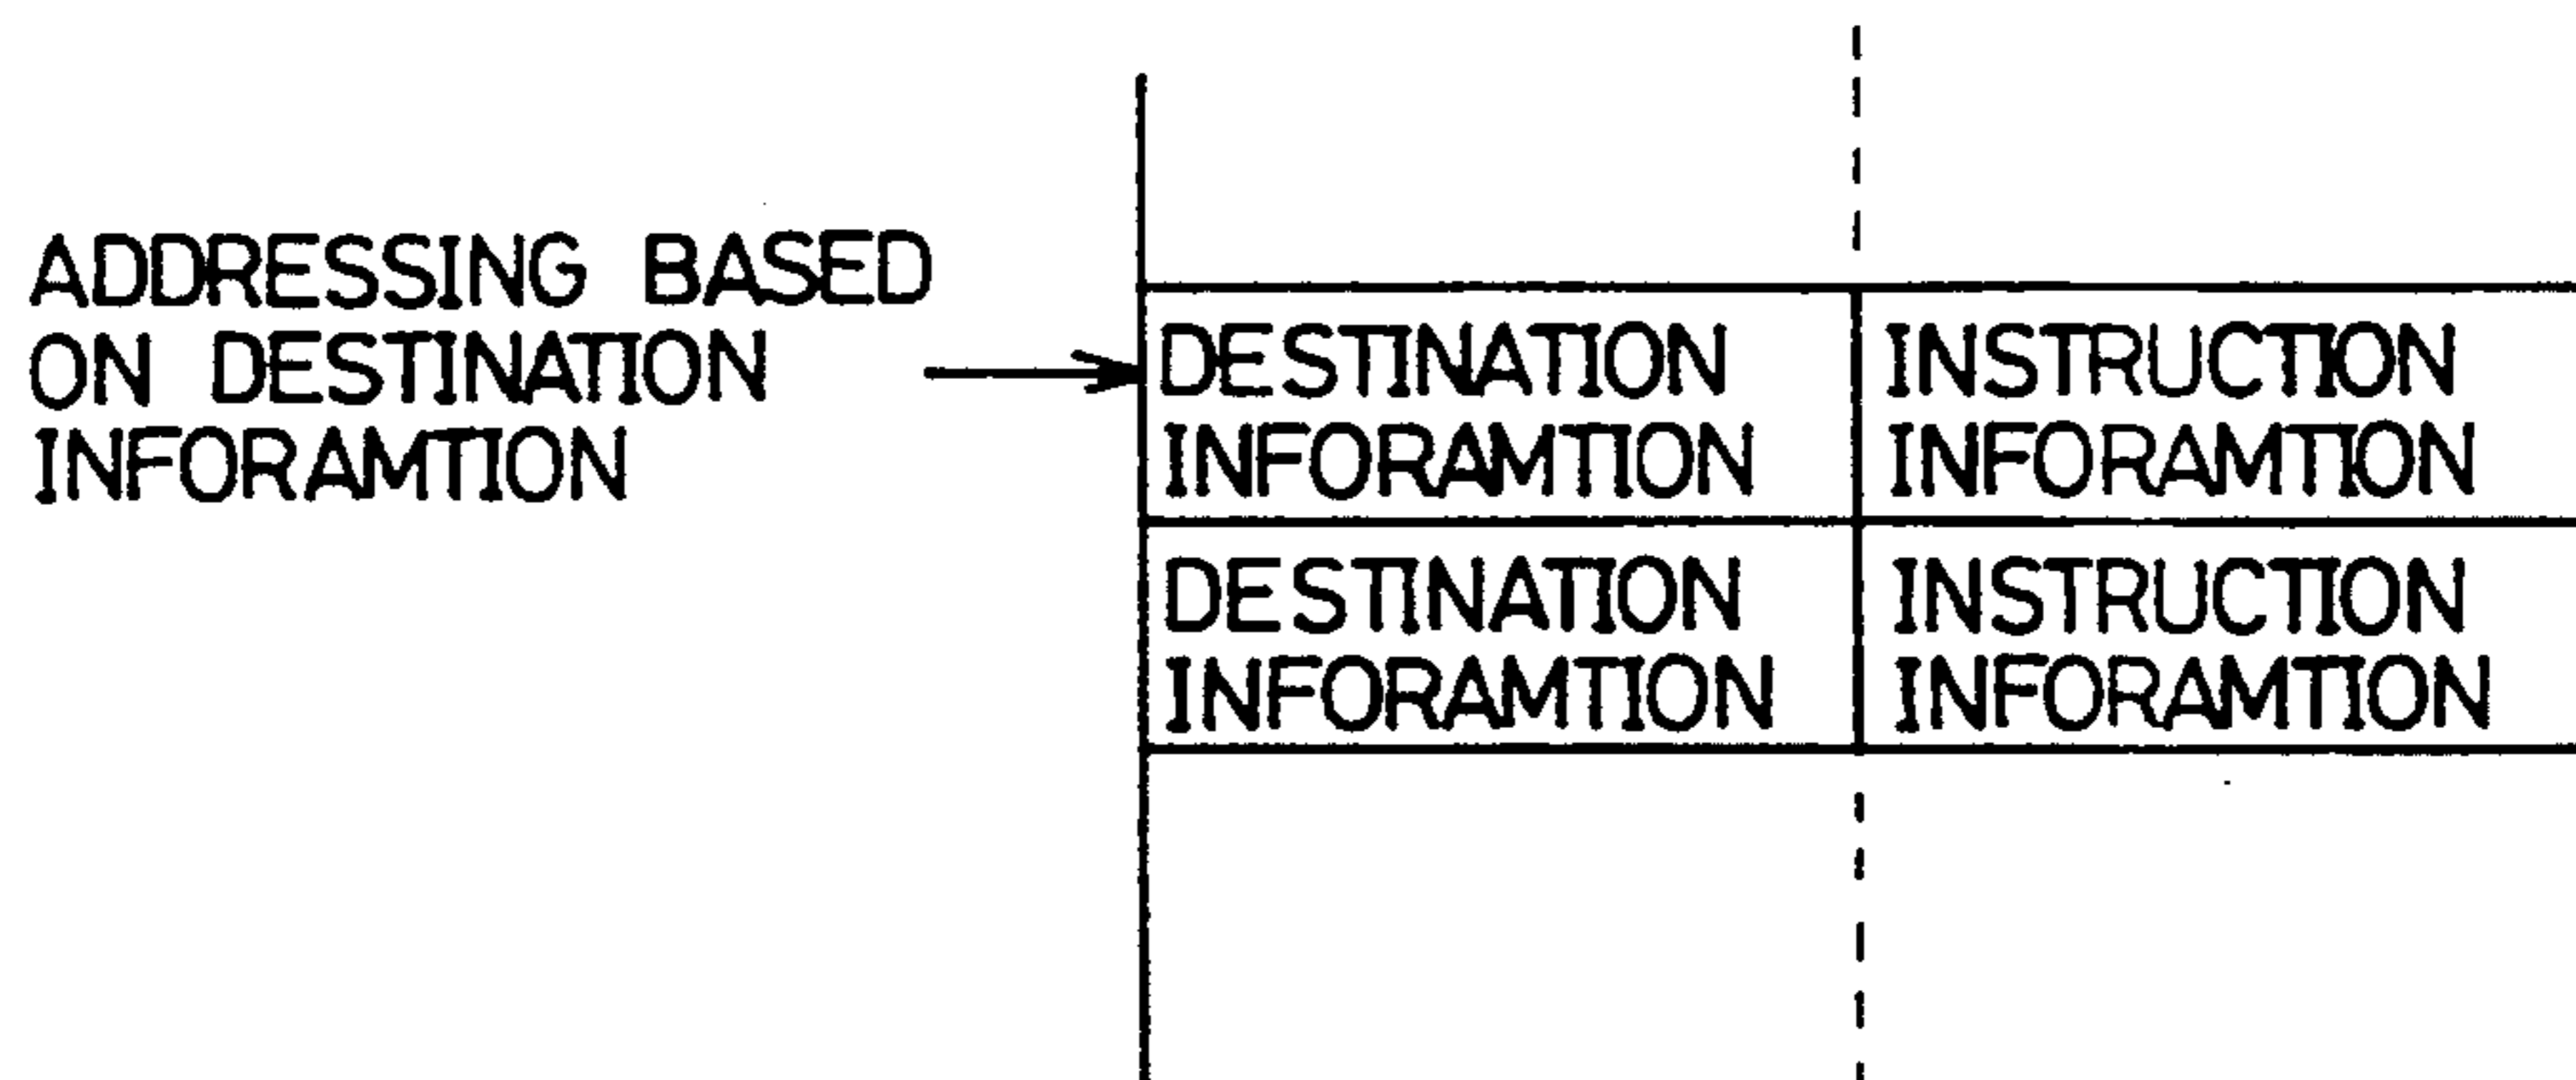 ADDRESSING BASED
ON DESTINATION
INFORAMTION
DESTINATION
INFORAMTION
INSTRUCTION
INFORAMTION
DESTINATION
INFORAMTION
INSTRUCTION
INFORAMTION